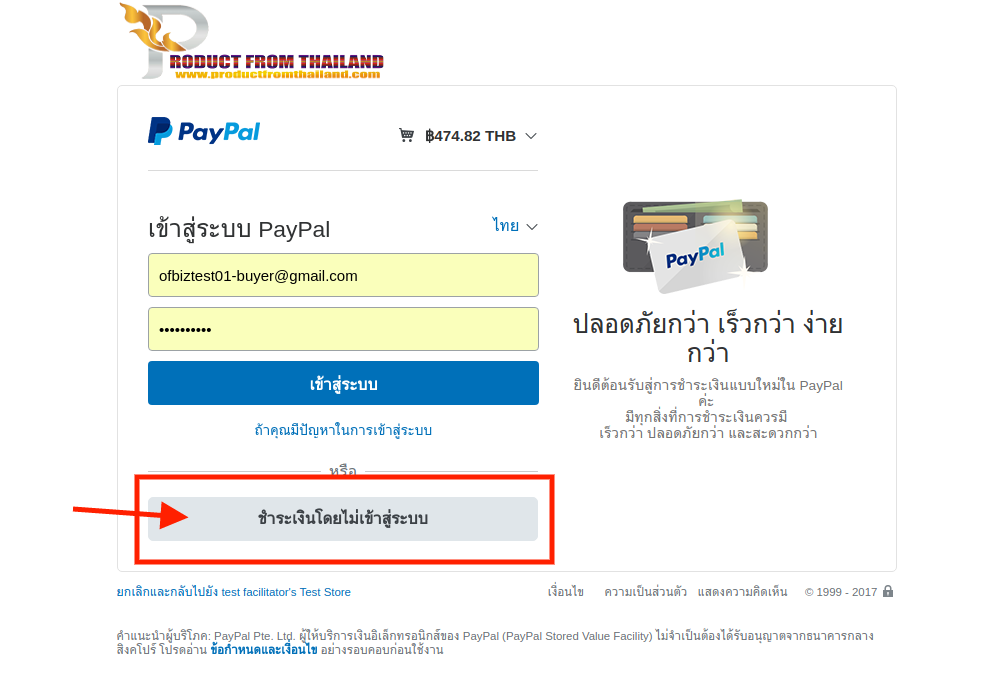 PRODUCT FROM THAILAND
www.productfromthailand.com
PayPal
฿474.82 THB
เข้าสู่ระบบ PayPal
ไทย
ofbiztest01-buyer@gmail.com
••••••••••
เข้าสู่ระบบ
ถ้าคุณมีปัญหาในการเข้าสู่ระบบ
หรือ
ชำระเงินโดยไม่เข้าสู่ระบบ
PayPal
ปลอดภัยกว่า เร็วกว่า ง่าย
กว่า
ยินดีต้อนรับสู่การชำระเงินแบบใหม่ใน PayPal
ค่ะ
มีทุกสิ่งที่การชำระเงินควรมี
เร็วกว่า ปลอดภัยกว่า และสะดวกกว่า
ยกเลิกและกลับไปยัง test facilitator's Test Store
เงื่อนไข ความเป็นส่วนตัว แสดงความคิดเห็น © 1999 - 2017
คำแนะนำผู้บริโภค: PayPal Pte. Ltd. ผู้ให้บริการเงินอิเล็กทรอนิกส์ของ PayPal (PayPal Stored Value Facility) ไม่จำเป็นต้องได้รับอนุญาตจากธนาคารกลาง
สิงคโปร์ โปรดอ่าน ข้อกำหนดและเงื่อนไข อย่างรอบคอบก่อนใช้งาน